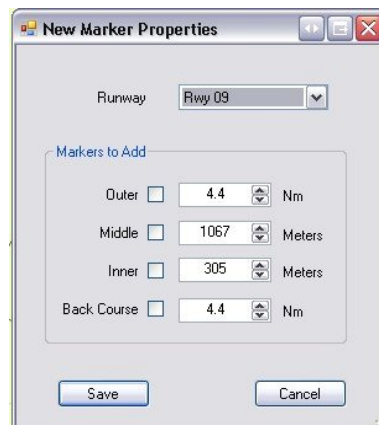 New Marker Properties
Runway Rwy 09
Markers to Add
Outer 4.4 Nm
Middle 1067 Meters
Inner 305 Meters
Back Course 4.4 Nm
Save Cancel